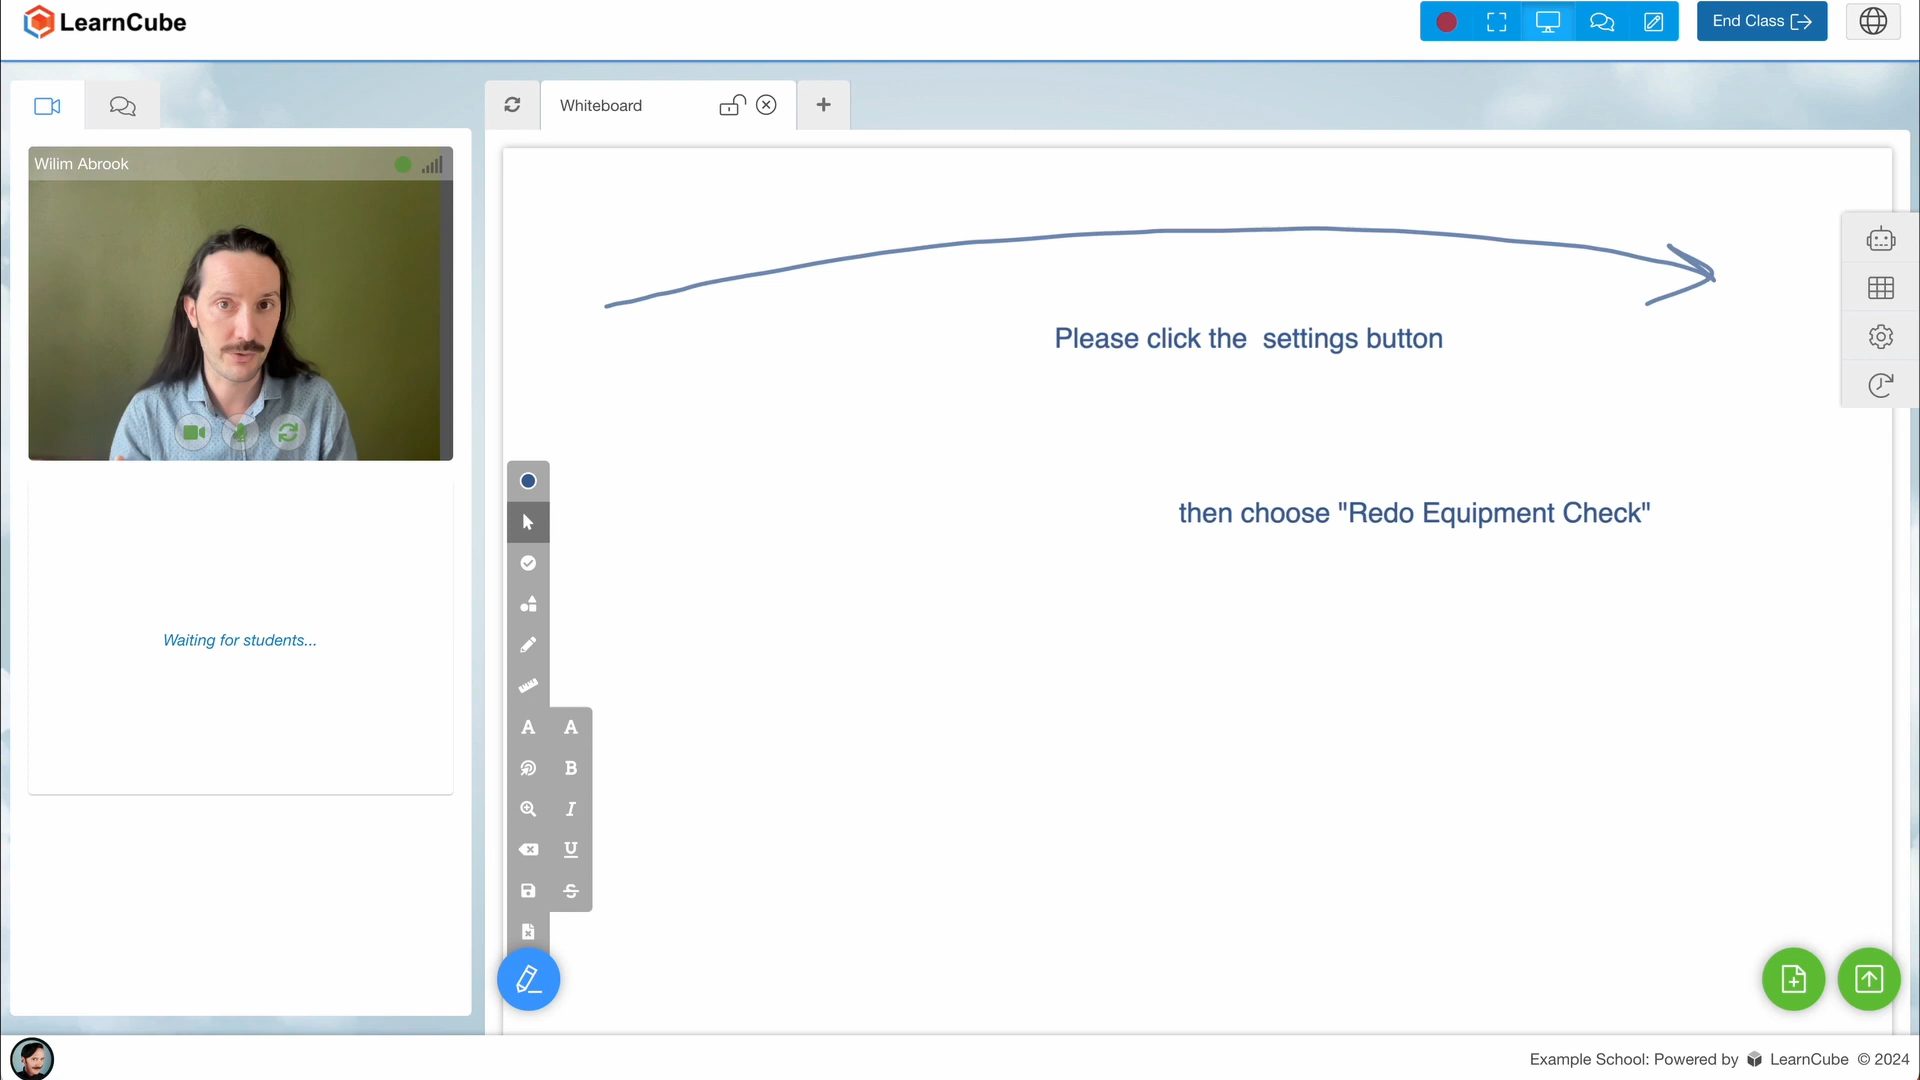 LearnCube
End Class
Whiteboard
Wilim Abrook
Please click the  settings button
then choose "Redo Equipment Check"
Waiting for students...
A A
B
I
U
S
Example School: Powered by LearnCube © 2024